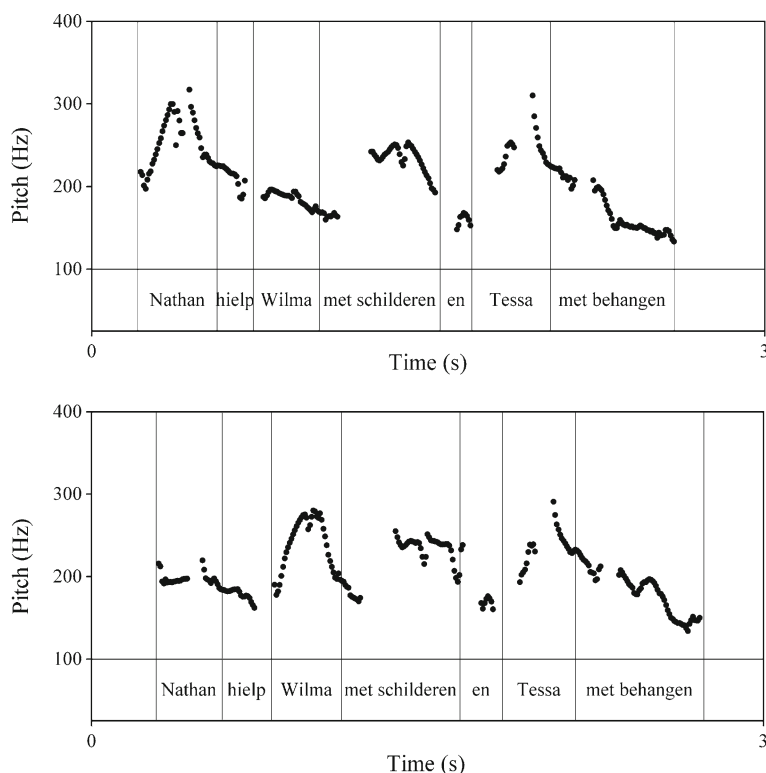 400
300
200
100
Pitch (Hz)
Nathan hielp Wilma met schilderen en Tessa met behangen
0 3
Time (s)
400
300
200
100
Pitch (Hz)
Nathan hielp Wilma met schilderen en Tessa met behangen
0 3
Time (s)